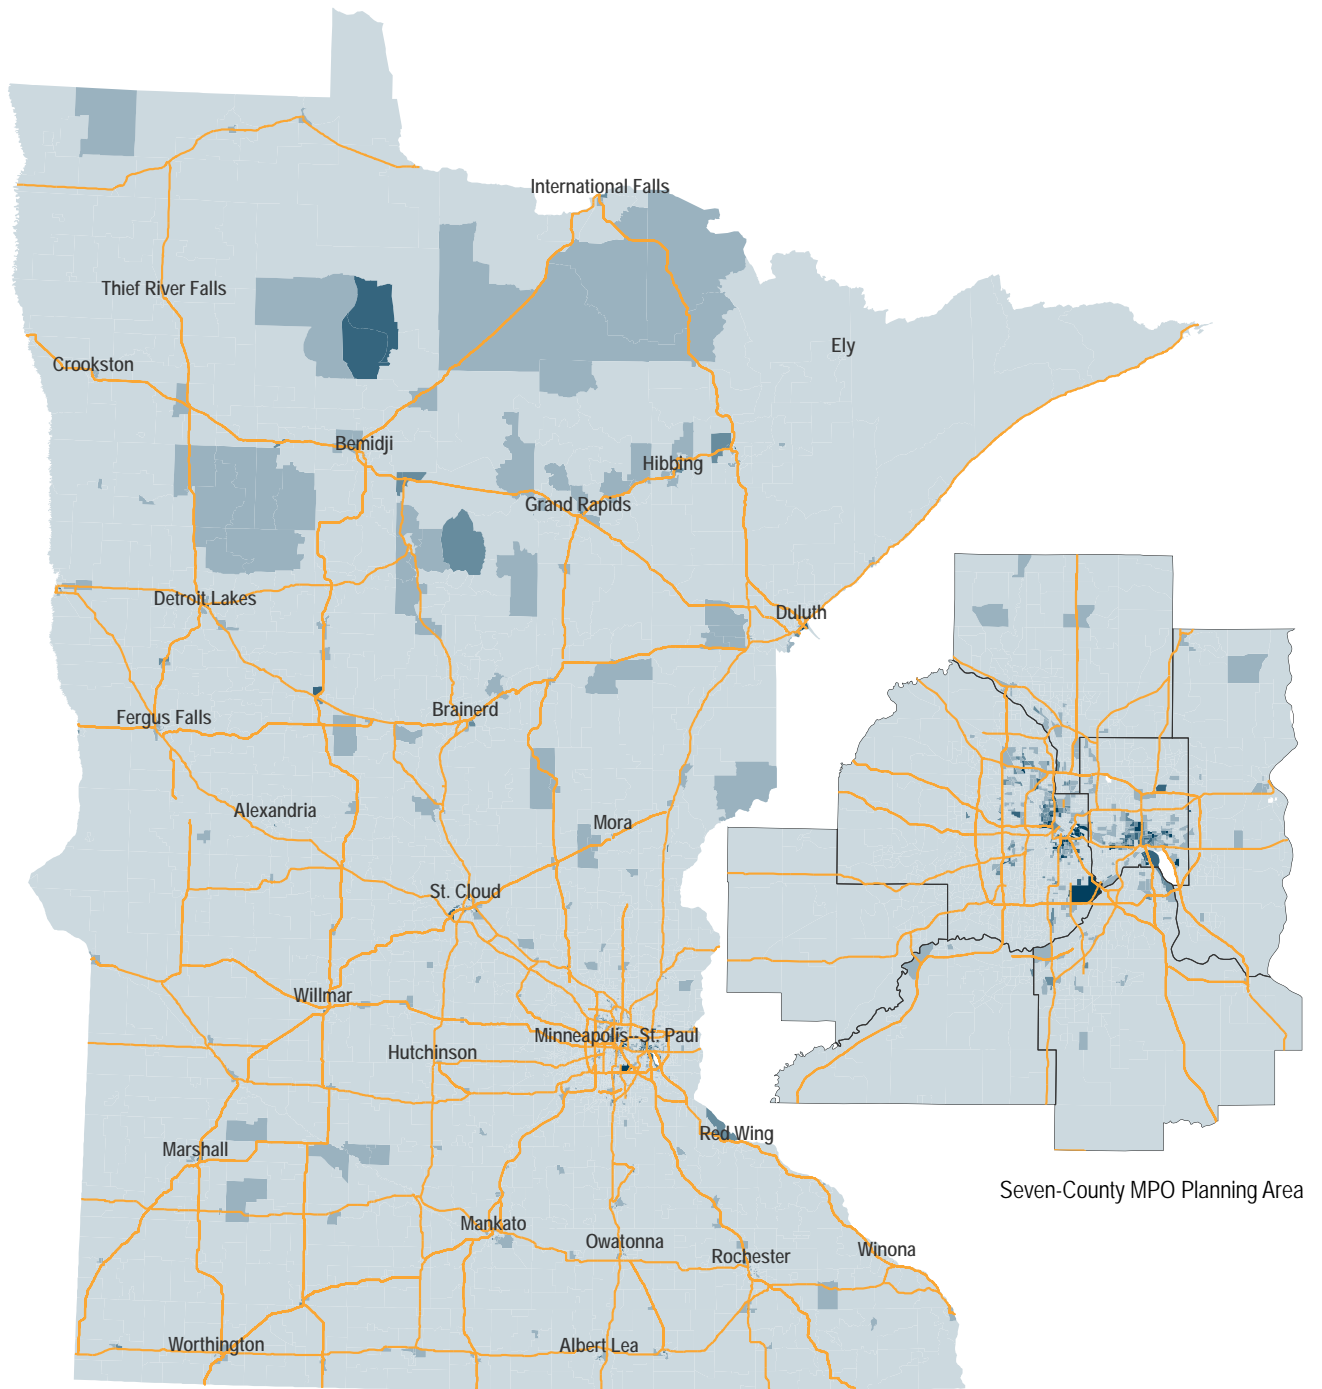 International Falls
Thief River Falls
Ely
Crookston
Bemidji
Hibbing
Grand Rapids
Detroit Lakes
Duluth
Fergus Falls
Brainerd
Alexandria
Mora
St. Cloud
Willmar
Minneapolis--St. Paul
Hutchinson
Red Wing
Marshall
Seven-County MPO Planning Area
Mankato
Owatonna
Rochester
Winona
Worthington
Albert Lea